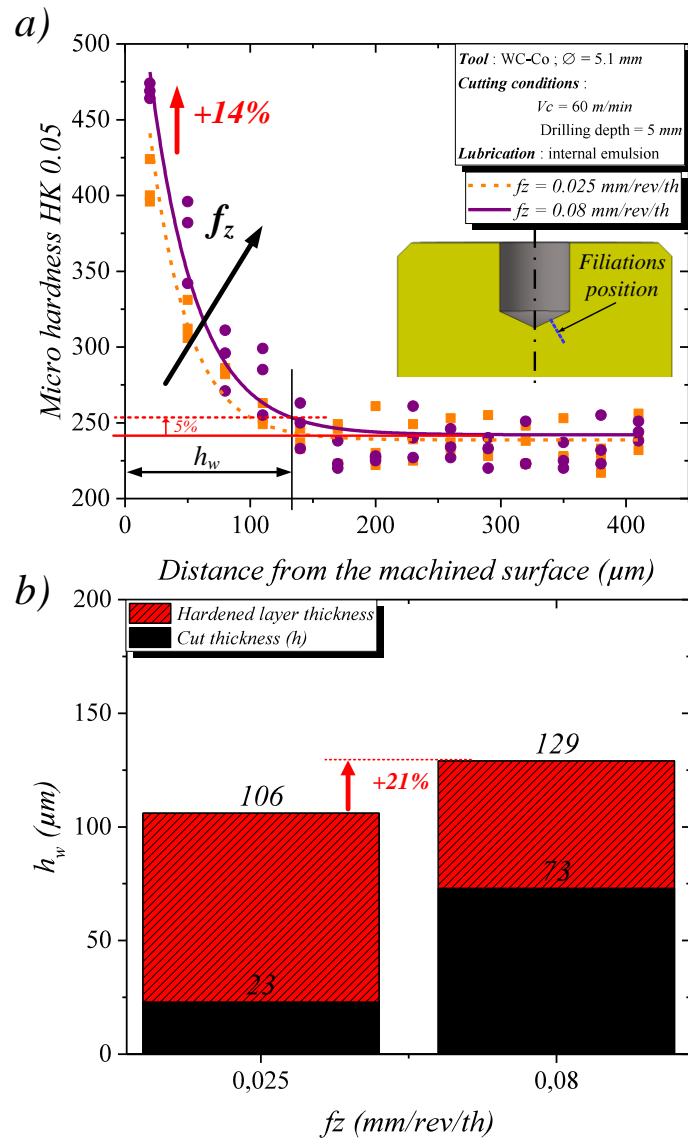 a)
500
450
400
350
300
250
200
Micro hardness HK 0.05
+14%
Tool : WC-Co ; ∅ = 5.1 mm
Cutting conditions :
Vc = 60 m/min
Drilling depth = 5 mm
Lubrication : internal emulsion
fz = 0.025 mm/rev/th
fz = 0.08 mm/rev/th
fz
Filiations
position
5%
hw
0 100 200 300 400
Distance from the machined surface (µm)
b)
200
150
100
50
0
hw (µm)
Hardened layer thickness
Cut thickness (h)
129
+21%
106
73
23
0,025 0,08
fz (mm/rev/th)